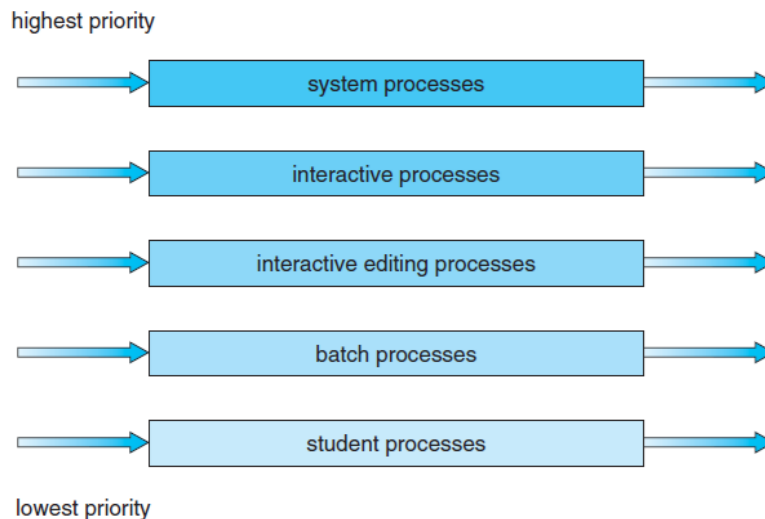 highest priority
system processes
interactive processes
interactive editing processes
batch processes
student processes
lowest priority